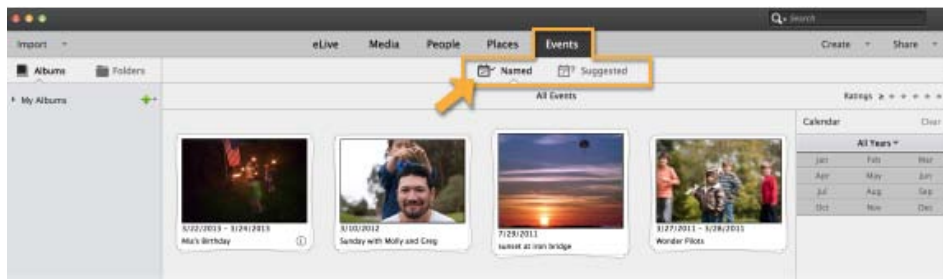 Search
Import
eLive Media People Places Events
Create Share
Albums Folders
Named Suggested
My Albums
All Events
Ratings ≥
Calendar Clear
All Years
Jan Feb Mar
Apr May Jun
Jul Aug Sep
Oct Nov Dec
3/22/2013 - 3/24/2013
Mia's Birthday
3/10/2012
Sunday with Molly and Greg
7/29/2011
sunset at iron bridge
3/27/2011 - 3/28/2011
Wonder Pilots